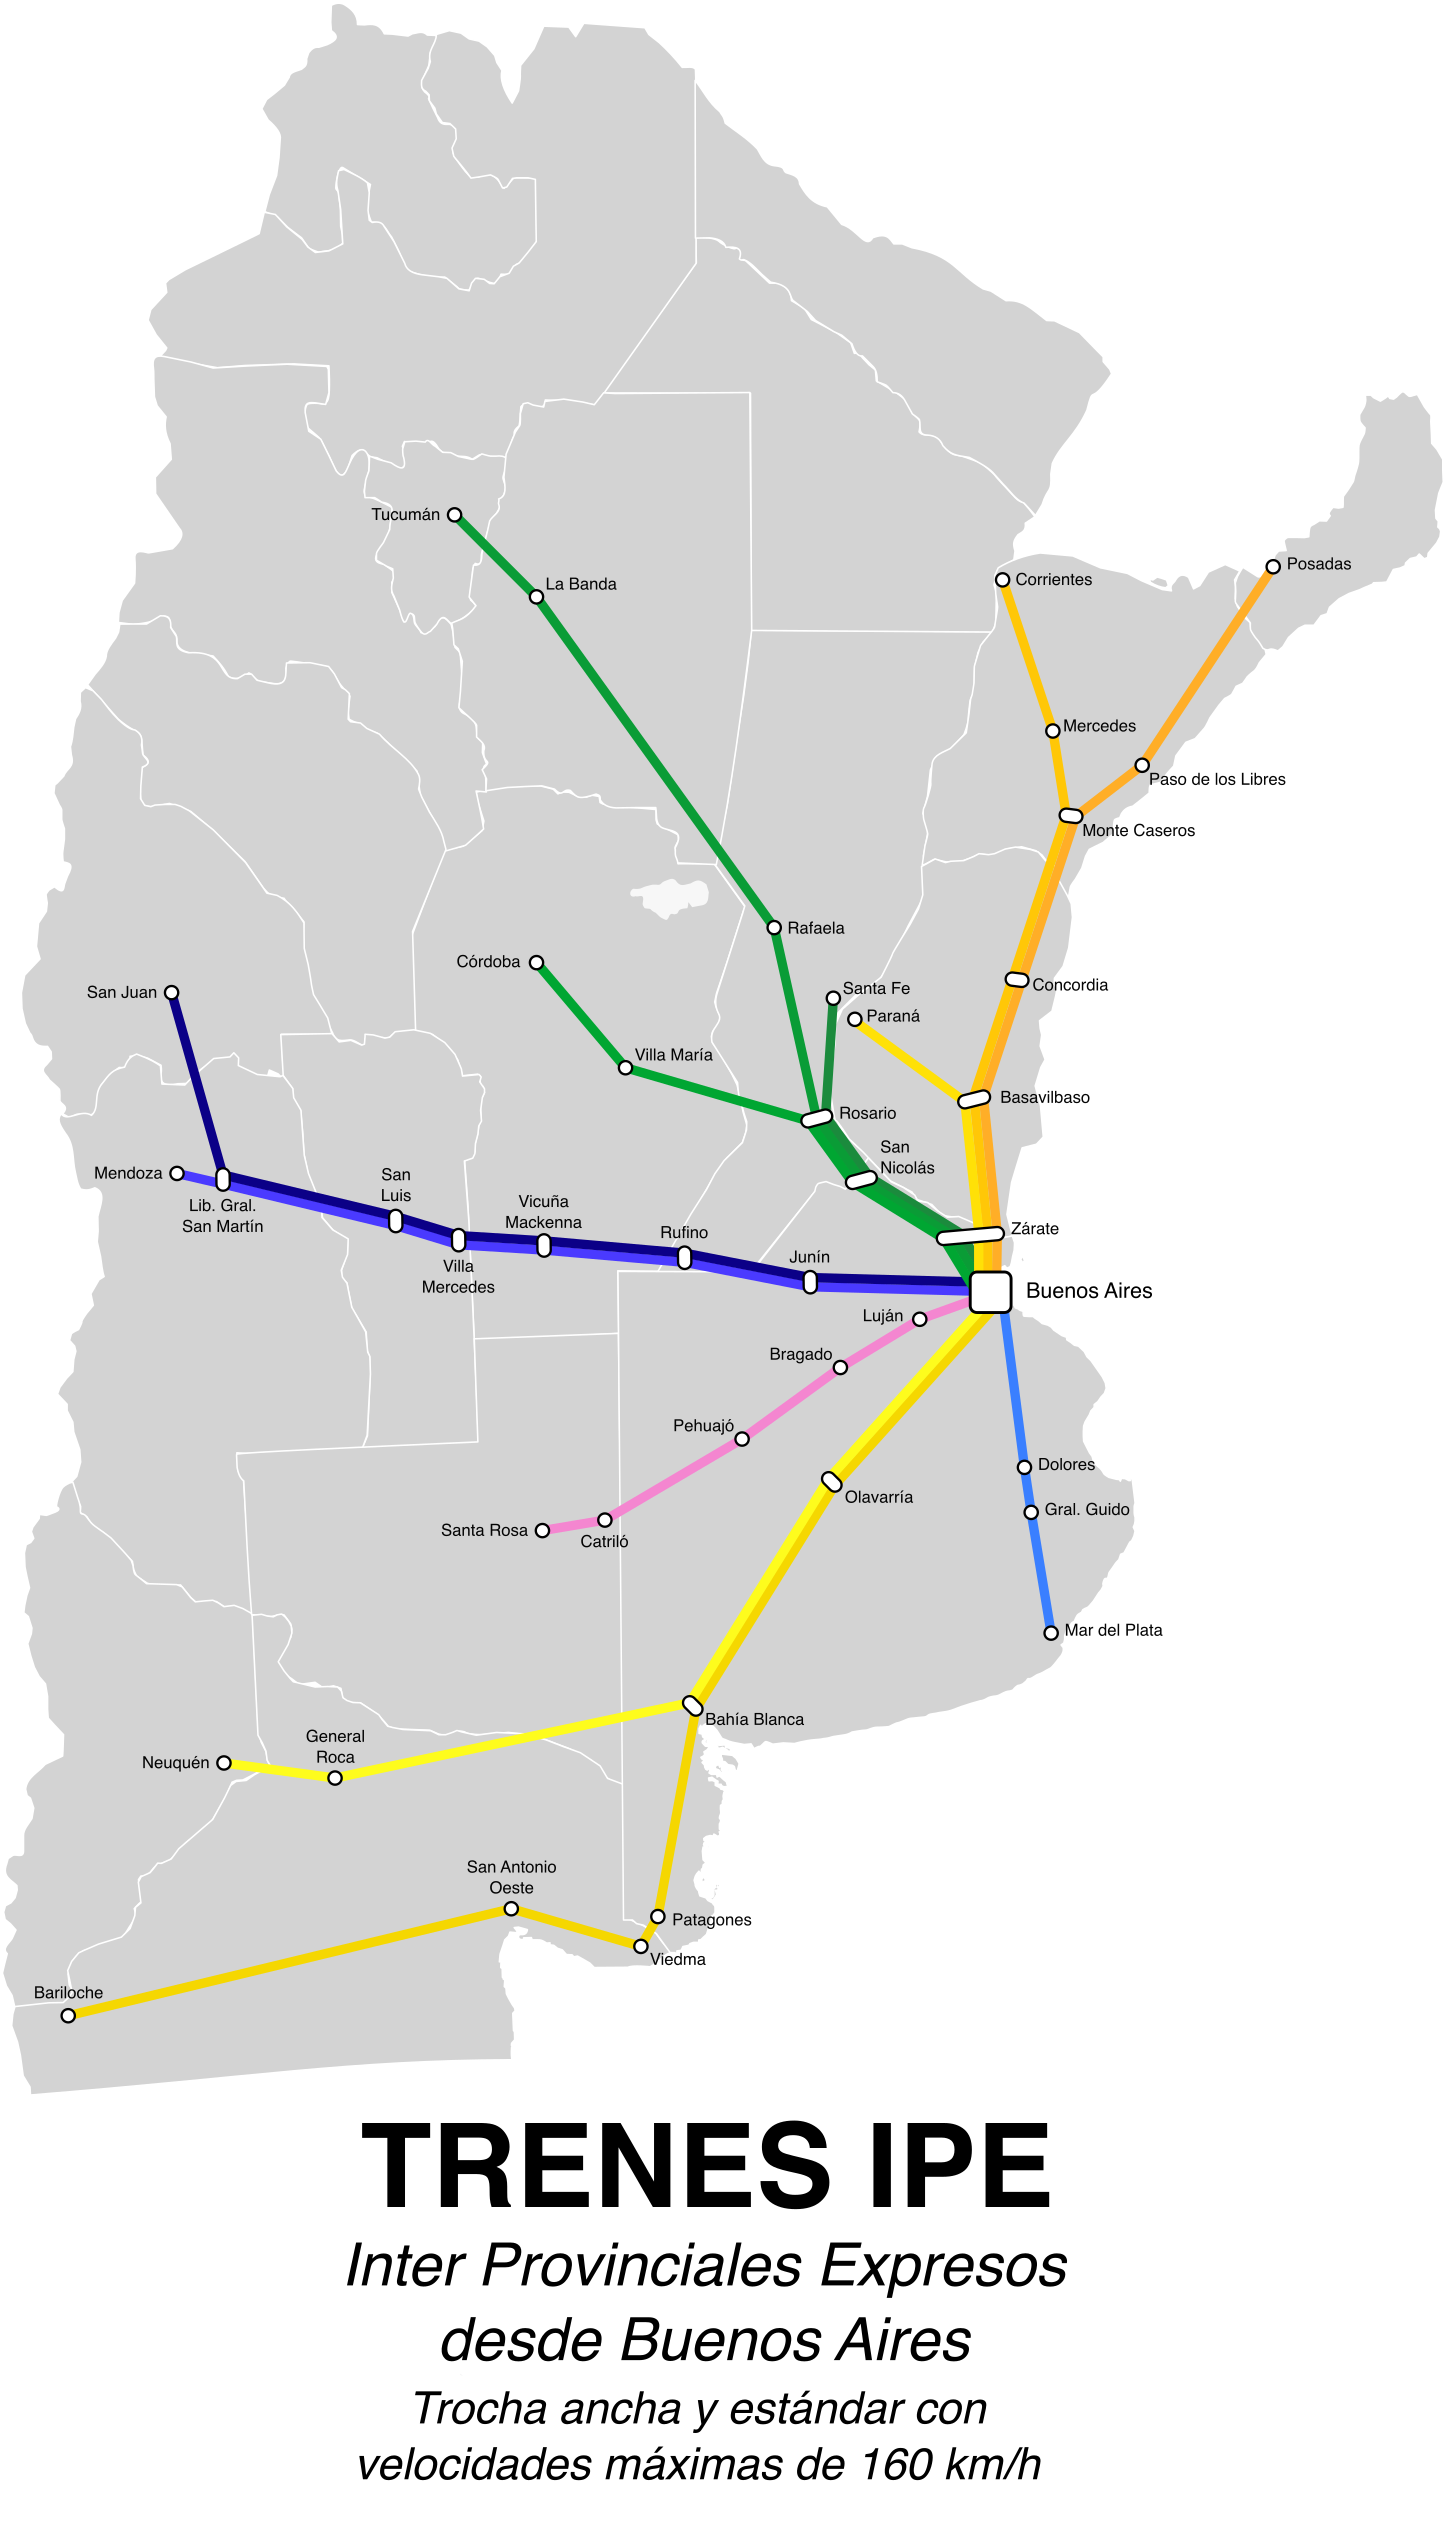 Tucumán
La Banda
Corrientes
Posadas
Mercedes
Paso de los Libres
Monte Caseros
Rafaela
Córdoba
Concordia
San Juan
Santa Fe
Paraná
Villa María
Basavilbaso
Rosario
San
Nicolás
Mendoza
Lib. Gral.
San Martín
San
Luis
Villa
Mercedes
Vicuña
Mackenna
Rufino
Junín
Zárate
Buenos Aires
Luján
Bragado
Pehuajó
Dolores
Olavarría
Gral. Guido
Santa Rosa
Catriló
Mar del Plata
Bahía Blanca
General
Roca
Neuquén
San Antonio
Oeste
Patagones
Viedma
Bariloche
TRENES IPE
Inter Provinciales Expresos
desde Buenos Aires
Trocha ancha y estándar con
velocidades máximas de 160 km/h